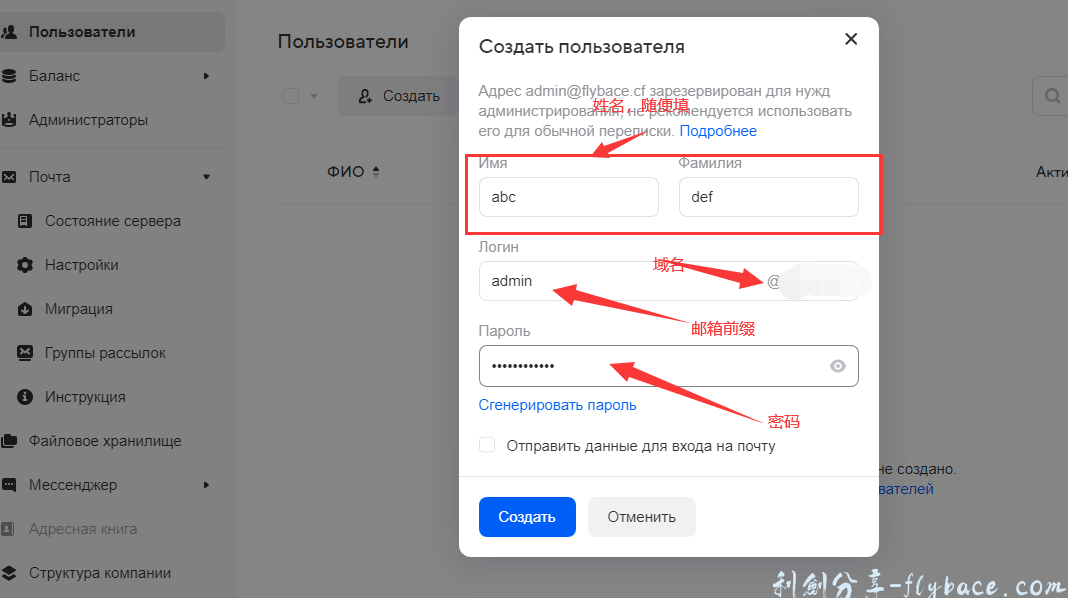 Пользователи
Баланс
Администраторы
Почта
Состояние сервера
Настройки
Миграция
Группы рассылок
Инструкция
Файловое хранилище
Мессенджер
Адресная книга
Структура компании
Пользователи
Создать
ФИО
Акти
не создано.
вателей
Создать пользователя
Адрес admin@flybace.cf зарезервирован для нужд
администрирования, не рекомендуется использовать
его для обычной переписки. Подробнее
姓名，随便填
Имя
Фамилия
abc
def
Логин
域名
admin
@
邮箱前缀
Пароль
••••••••••••
Сгенерировать пароль
密码
Отправить данные для входа на почту
Создать
Отменить
利剑分享-flybace.com